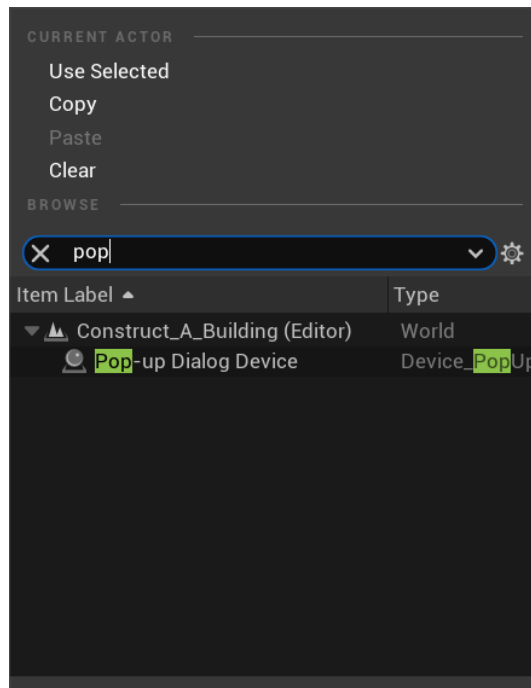 CURRENT ACTOR
Use Selected
Copy
Paste
Clear
BROWSE
pop
Item Label Type
Construct_A_Building (Editor) World
Pop-up Dialog Device Device_PopUp